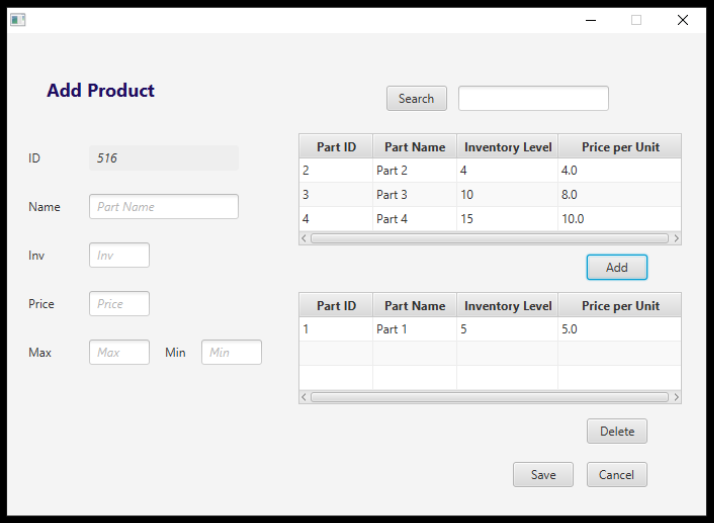 Add Product
Search
ID 516
Name Part Name
Inv Inv
Price Price
Max Max Min Min
Part ID Part Name Inventory Level Price per Unit
2 Part 2 4 4.0
3 Part 3 10 8.0
4 Part 4 15 10.0
Add
Part ID Part Name Inventory Level Price per Unit
1 Part 1 5 5.0
Delete
Save Cancel